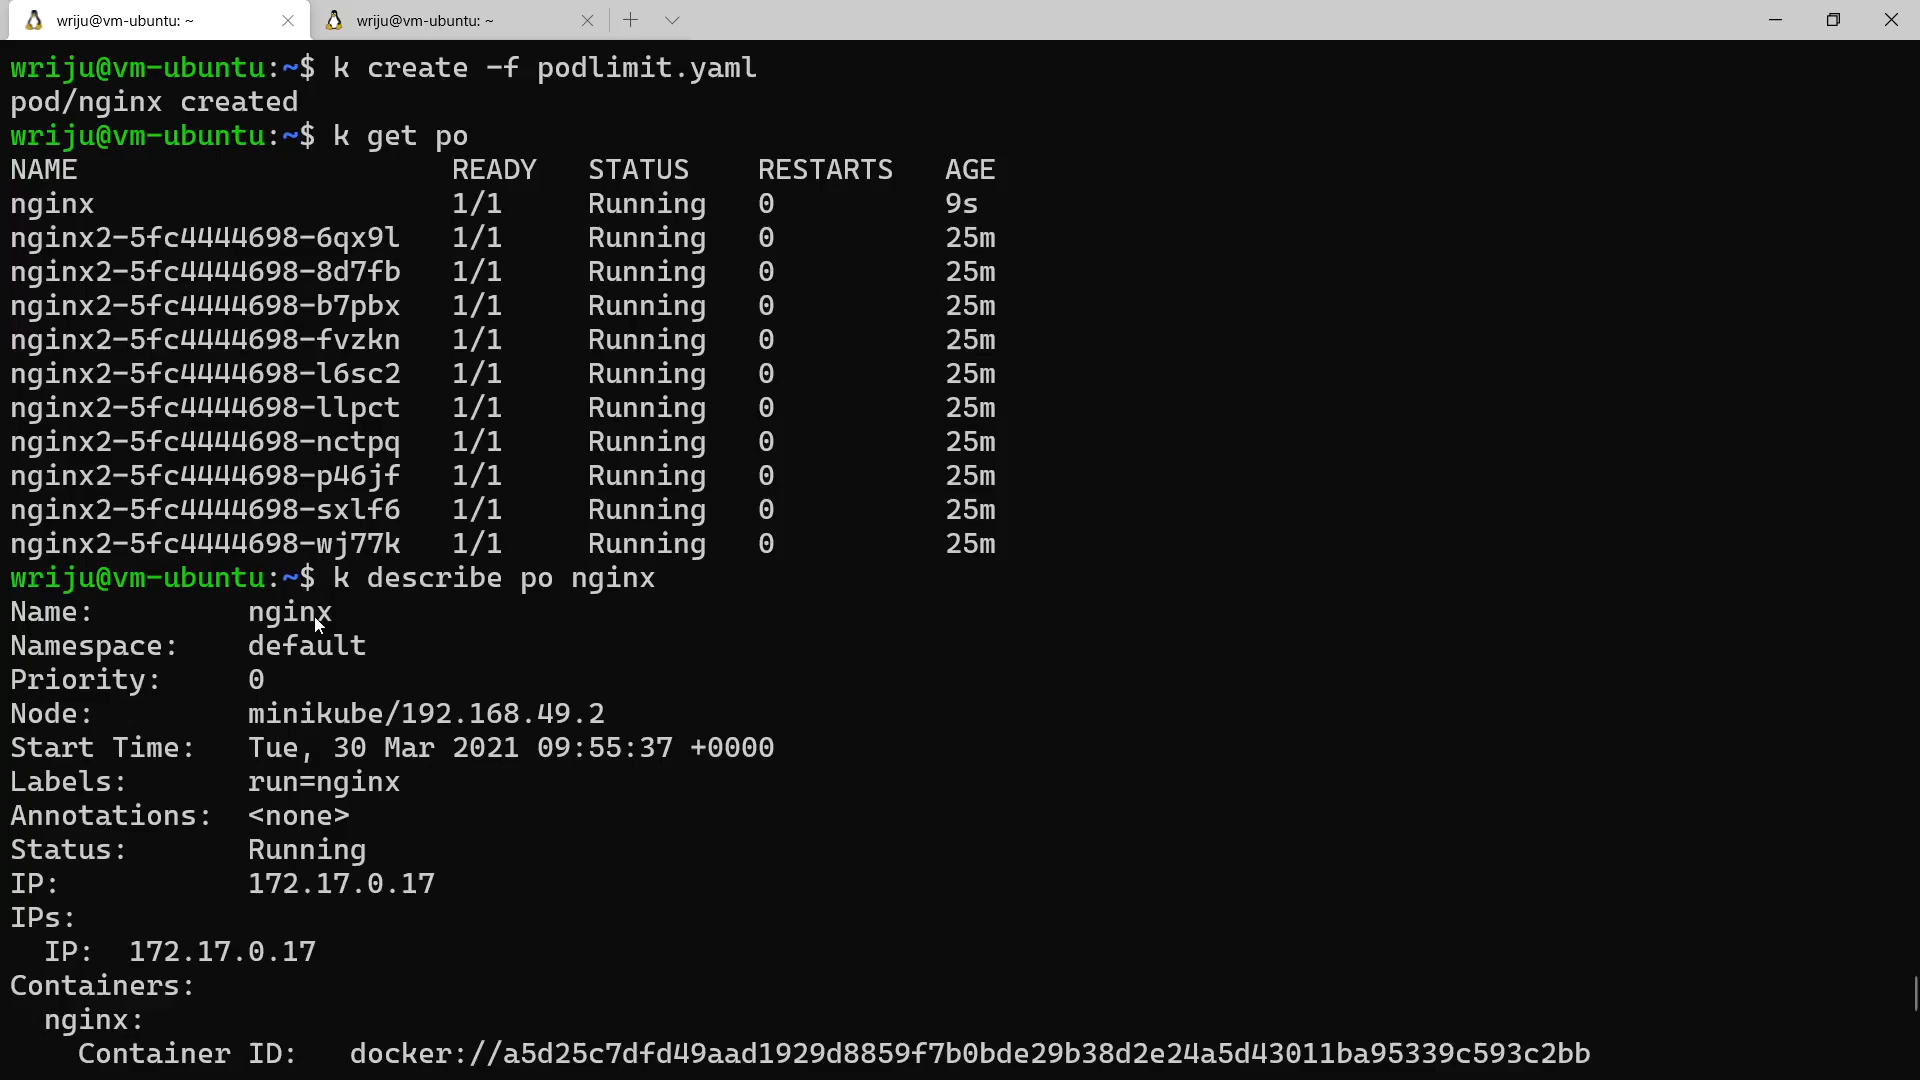 wriju@vm-ubuntu: ~
wriju@vm-ubuntu: ~
wriju@vm-ubuntu:~$ k create -f podlimit.yaml
pod/nginx created
wriju@vm-ubuntu:~$ k get po
NAME READY STATUS RESTARTS AGE
nginx 1/1 Running 0 9s
nginx2-5fc4444698-6qx9l 1/1 Running 0 25m
nginx2-5fc4444698-8d7fb 1/1 Running 0 25m
nginx2-5fc4444698-b7pbx 1/1 Running 0 25m
nginx2-5fc4444698-fvzkn 1/1 Running 0 25m
nginx2-5fc4444698-l6sc2 1/1 Running 0 25m
nginx2-5fc4444698-llpct 1/1 Running 0 25m
nginx2-5fc4444698-nctpq 1/1 Running 0 25m
nginx2-5fc4444698-p46jf 1/1 Running 0 25m
nginx2-5fc4444698-sxlf6 1/1 Running 0 25m
nginx2-5fc4444698-wj77k 1/1 Running 0 25m
wriju@vm-ubuntu:~$ k describe po nginx
Name: nginx
Namespace: default
Priority: 0
Node: minikube/192.168.49.2
Start Time: Tue, 30 Mar 2021 09:55:37 +0000
Labels: run=nginx
Annotations: <none>
Status: Running
IP: 172.17.0.17
IPs:
IP: 172.17.0.17
Containers:
nginx:
Container ID: docker://a5d25c7dfd49aad1929d8859f7b0bde29b38d2e24a5d43011ba95339c593c2bb